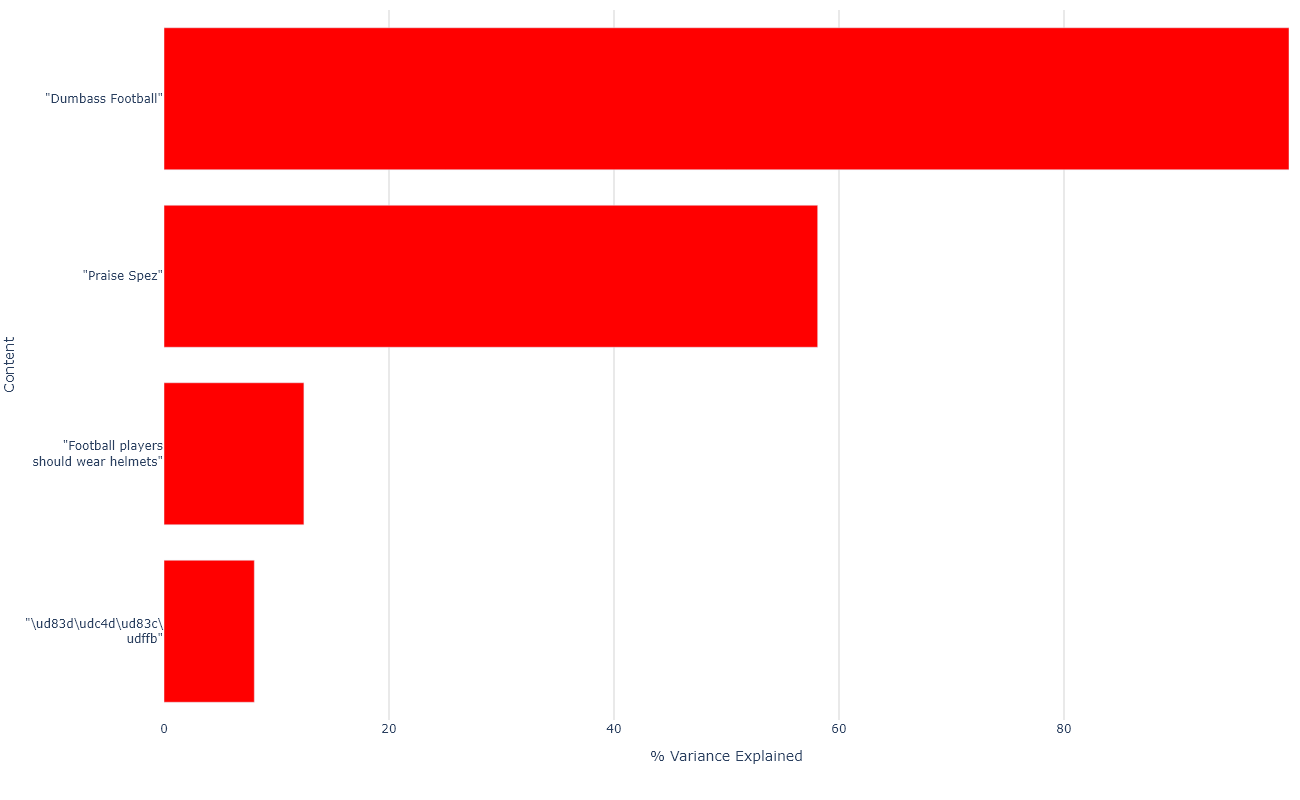 "Dumbass Football"
"Praise Spez"
Content
"Football players
should wear helmets"
"\ud83d\udc4d\ud83c\
udffb"
0 20 40 60 80
% Variance Explained